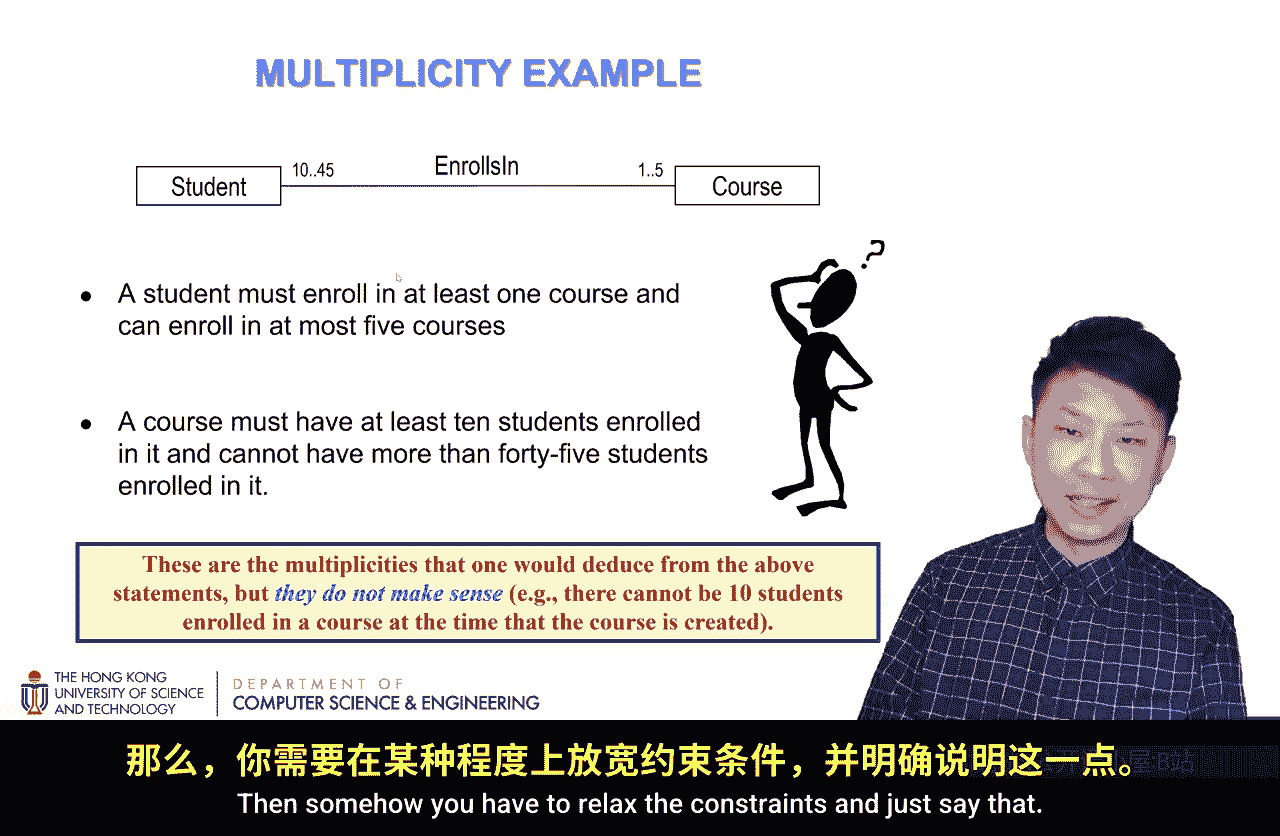 MULTIPLICITY EXAMPLE
Student
10..45
EnrollsIn
1..5
Course
?
● A student must enroll in at least one course and
can enroll in at most five courses
● A course must have at least ten students enrolled
in it and cannot have more than forty-five students
enrolled in it.
These are the multiplicities that one would deduce from the above
statements, but they do not make sense (e.g., there cannot be 10 students
enrolled in a course at the time that the course is created).
THE HONG KONG
UNIVERSITY OF SCIENCE
AND TECHNOLOGY
DEPARTMENT OF
COMPUTER SCIENCE & ENGINEERING
那么，你需要在某种程度上放宽约束条件，并明确说明这一点。
Then somehow you have to relax the constraints and just say that.